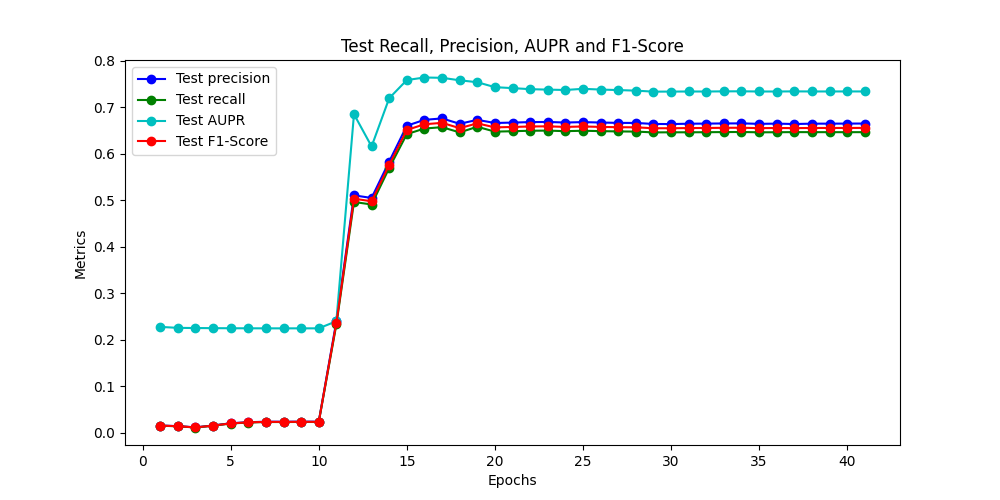 Test Recall, Precision, AUPR and F1-Score
Test precision
Test recall
Test AUPR
Test F1-Score
Metrics
0.8
0.7
0.6
0.5
0.4
0.3
0.2
0.1
0.0
0 5 10 15 20 25 30 35 40
Epochs